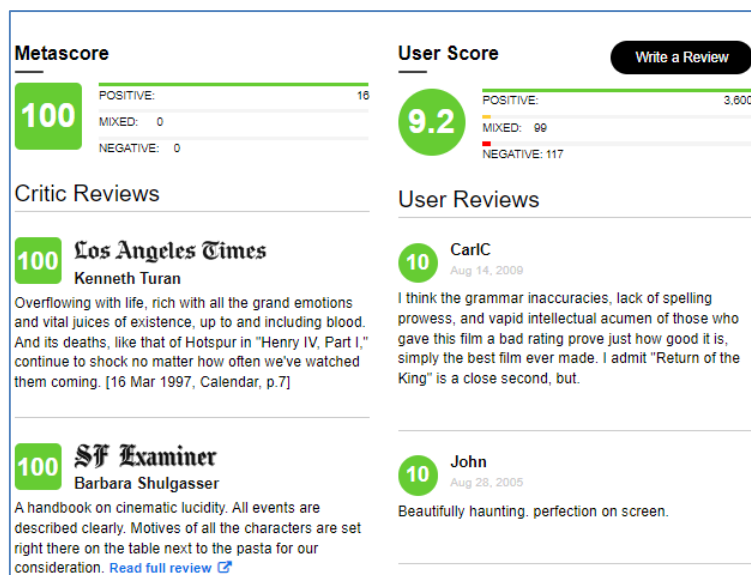 Metascore
100
POSITIVE: 16
MIXED: 0
NEGATIVE: 0
Critic Reviews
100
Los Angeles Times
Kenneth Turan
Overflowing with life, rich with all the grand emotions
and vital juices of existence, up to and including blood.
And its deaths, like that of Hotspur in "Henry IV, Part I,"
continue to shock no matter how often we've watched
them coming. [16 Mar 1997, Calendar, p.7]
100
SF Examiner
Barbara Shulgasser
A handbook on cinematic lucidity. All events are
described clearly. Motives of all the characters are set
right there on the table next to the pasta for our
consideration. Read full review
User Score
Write a Review
9.2
POSITIVE: 3,600
MIXED: 99
NEGATIVE: 117
User Reviews
10
CarlC
Aug 14, 2009
I think the grammar inaccuracies, lack of spelling
prowess, and vapid intellectual acumen of those who
gave this film a bad rating prove just how good it is,
simply the best film ever made. I admit "Return of the
King" is a close second, but.
10
John
Aug 28, 2005
Beautifully haunting. perfection on screen.